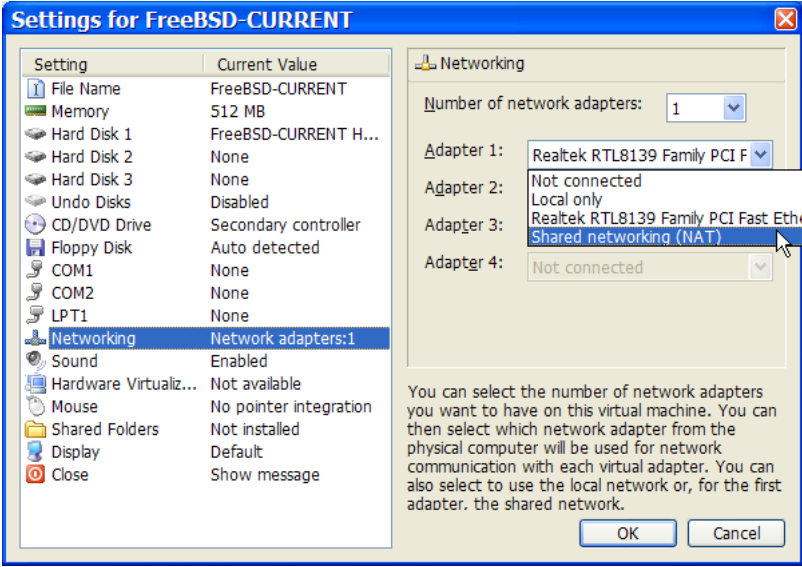 Settings for FreeBSD-CURRENT
Setting Current Value
File Name FreeBSD-CURRENT
Memory 512 MB
Hard Disk 1 FreeBSD-CURRENT H...
Hard Disk 2 None
Hard Disk 3 None
Undo Disks Disabled
CD/DVD Drive Secondary controller
Floppy Disk Auto detected
COM1 None
COM2 None
LPT1 None
Networking Network adapters:1
Sound Enabled
Hardware Virtualiz... Not available
Mouse No pointer integration
Shared Folders Not installed
Display Default
Close Show message
Networking
Number of network adapters: 1
Adapter 1: Realtek RTL8139 Family PCI F
Adapter 2:
Adapter 3:
Adapter 4: Not connected
Not connected
Local only
Realtek RTL8139 Family PCI Fast Ethe
Shared networking (NAT)
You can select the number of network adapters
you want to have on this virtual machine. You can
then select which network adapter from the
physical computer will be used for network
communication with each virtual adapter. You can
also select to use the local network or, for the first
adapter, the shared network.
OK Cancel